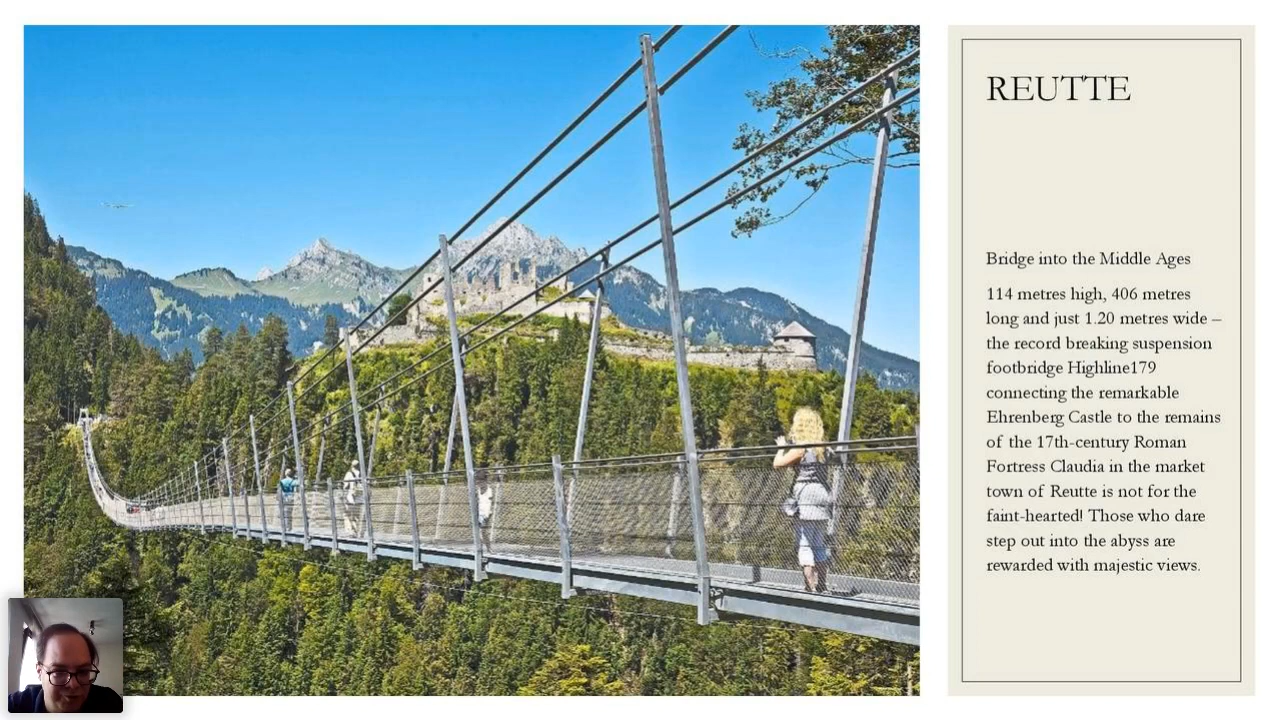 REUTTE
Bridge into the Middle Ages
114 metres high, 406 metres
long and just 1.20 metres wide –
the record breaking suspension
footbridge Highline179
connecting the remarkable
Ehrenberg Castle to the remains
of the 17th-century Roman
Fortress Claudia in the market
town of Reutte is not for the
faint-hearted! Those who dare
step out into the abyss are
rewarded with majestic views.